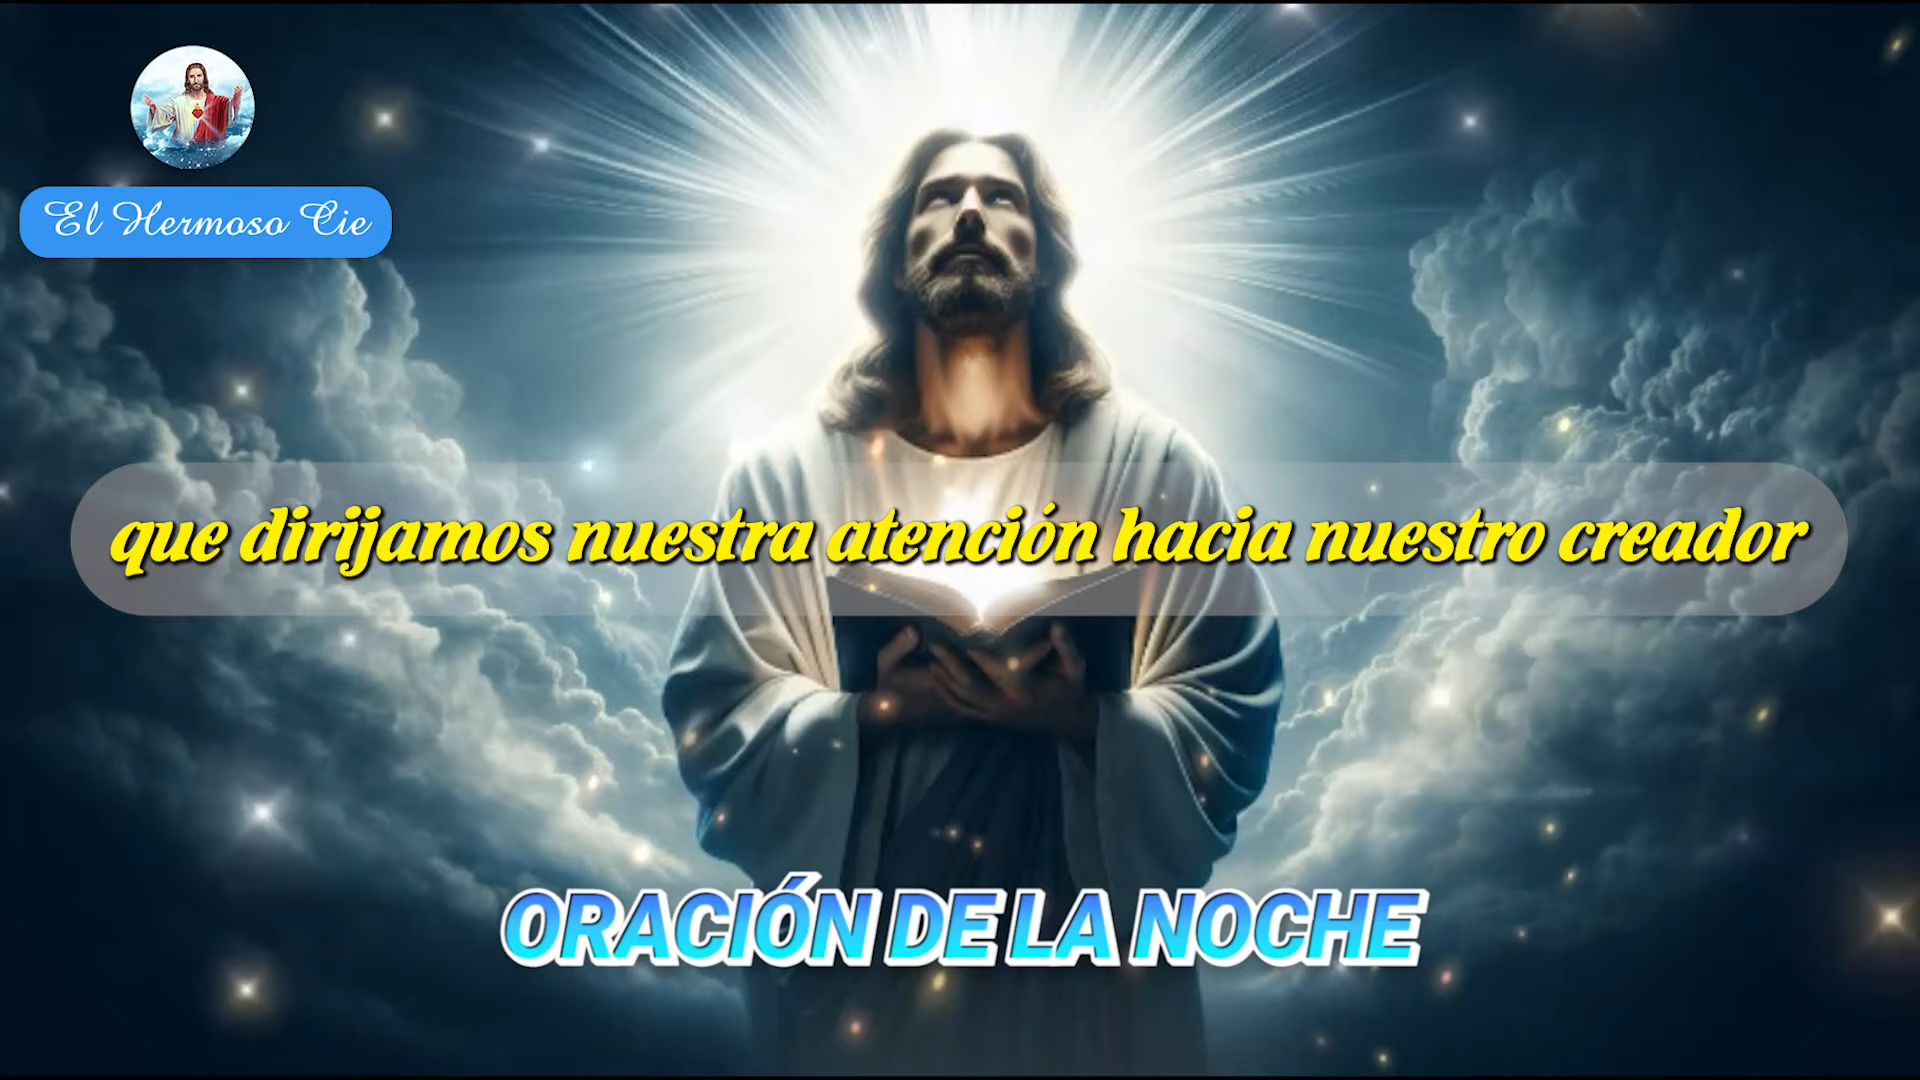 El Hermoso Cie
que dirijamos nuestra atención hacia nuestro creador
ORACIÓN DE LA NOCHE